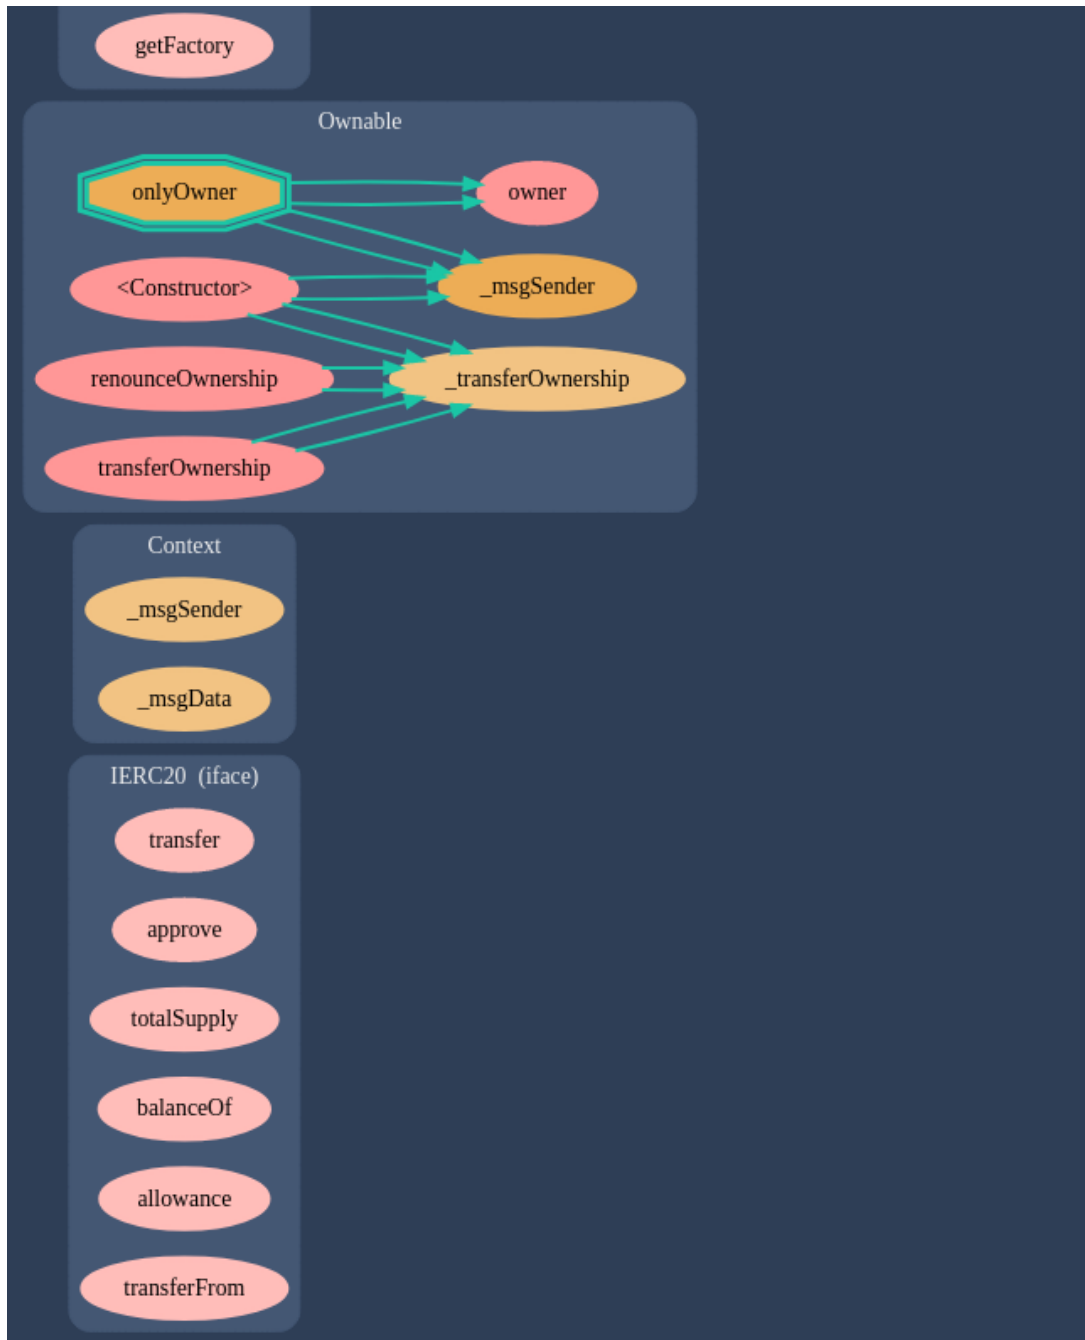 getFactory
Ownable
onlyOwner
owner
<Constructor>
_msgSender
renounceOwnership
_transferOwnership
transferOwnership
Context
_msgSender
_msgData
IERC20  (iface)
transfer
approve
totalSupply
balanceOf
allowance
transferFrom